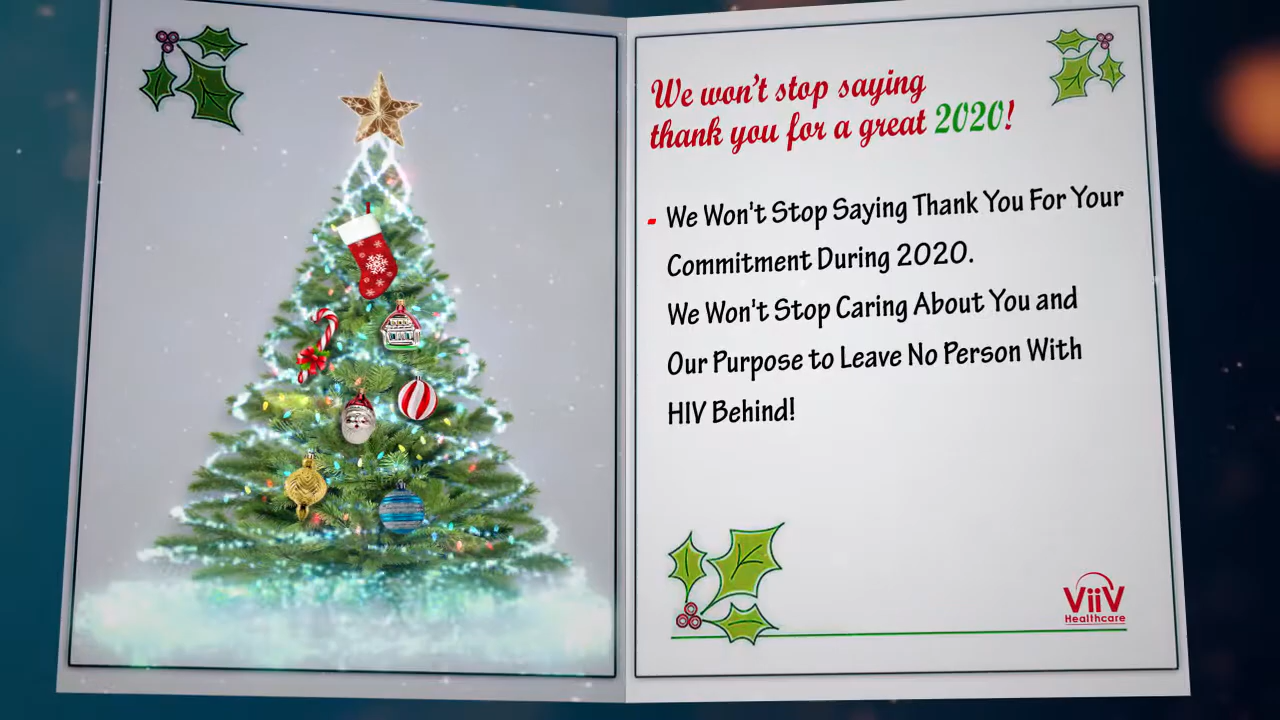 We won't stop saying
thank you for a great 2020!
- We Won't Stop Saying Thank You For Your
Commitment During 2020.
We Won't Stop Caring About You and
Our Purpose to Leave No Person With
HIV Behind!
ViiV
Healthcare